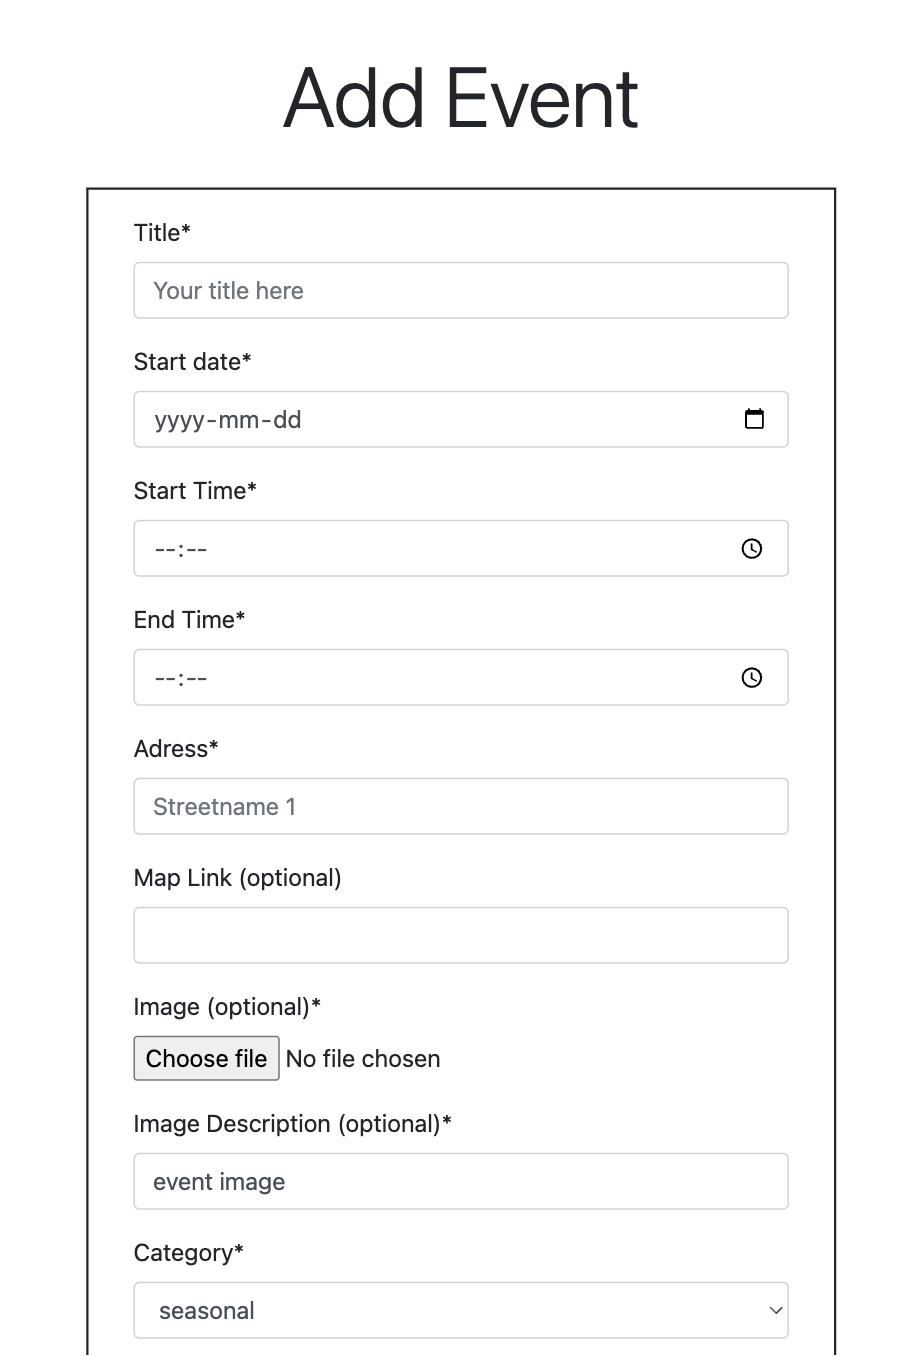 Add Event
Title*
Your title here
Start date*
yyyy-mm-dd
Start Time*
--:--
End Time*
--:--
Adress*
Streetname 1
Map Link (optional)
Image (optional)*
Choose file No file chosen
Image Description (optional)*
event image
Category*
seasonal